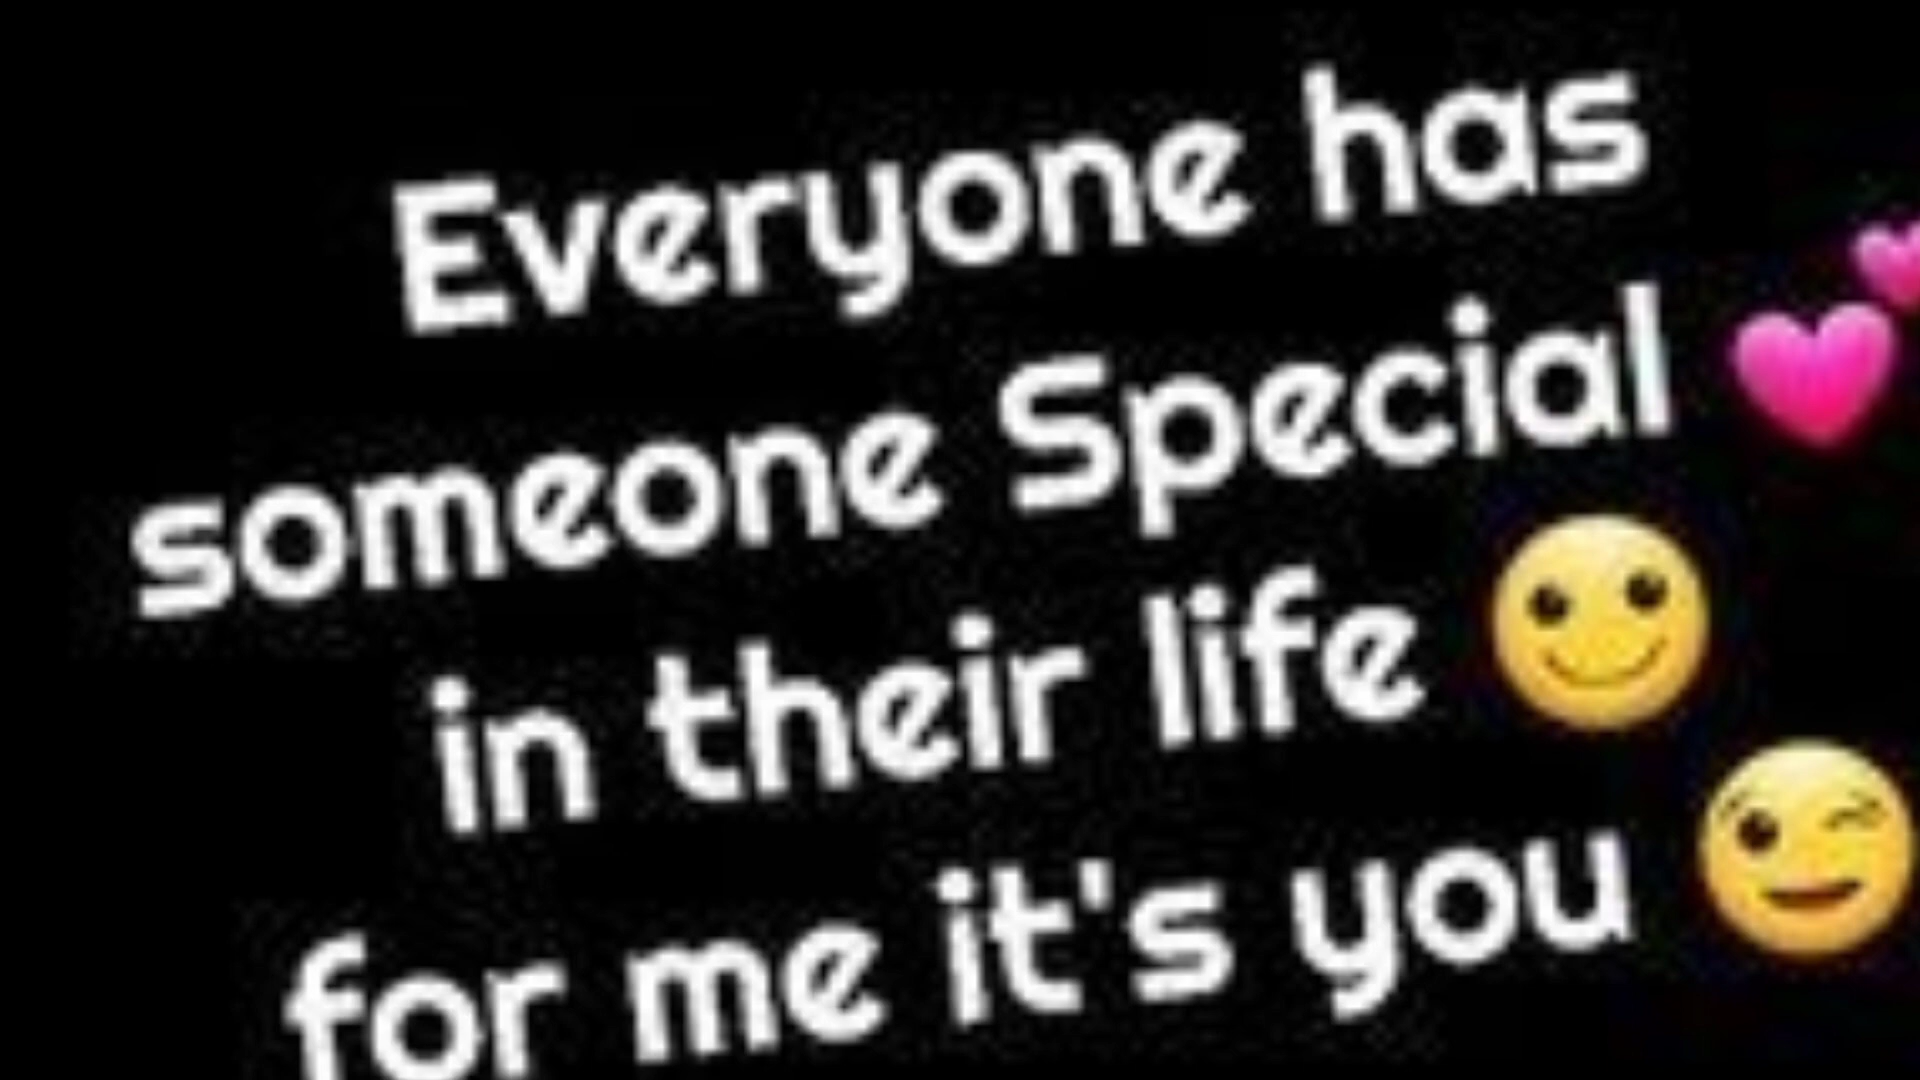 Everyone has
someone Special 💕
in their life 🙂
for me it's you 😉